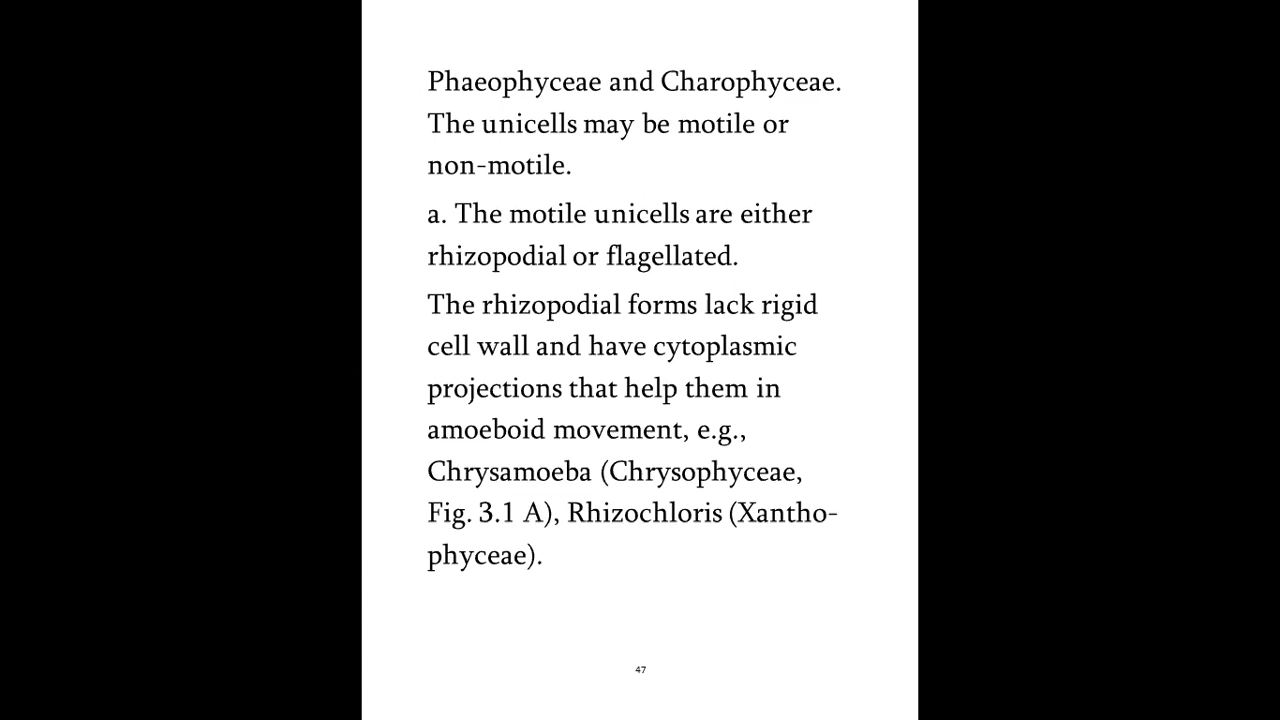 Phaeophyceae and Charophyceae.
The unicells may be motile or
non-motile.
a. The motile unicells are either
rhizopodial or flagellated.
The rhizopodial forms lack rigid
cell wall and have cytoplasmic
projections that help them in
amoeboid movement, e.g.,
Chrysamoeba (Chrysophyceae,
Fig. 3.1 A), Rhizochloris (Xantho-
phyceae).
47